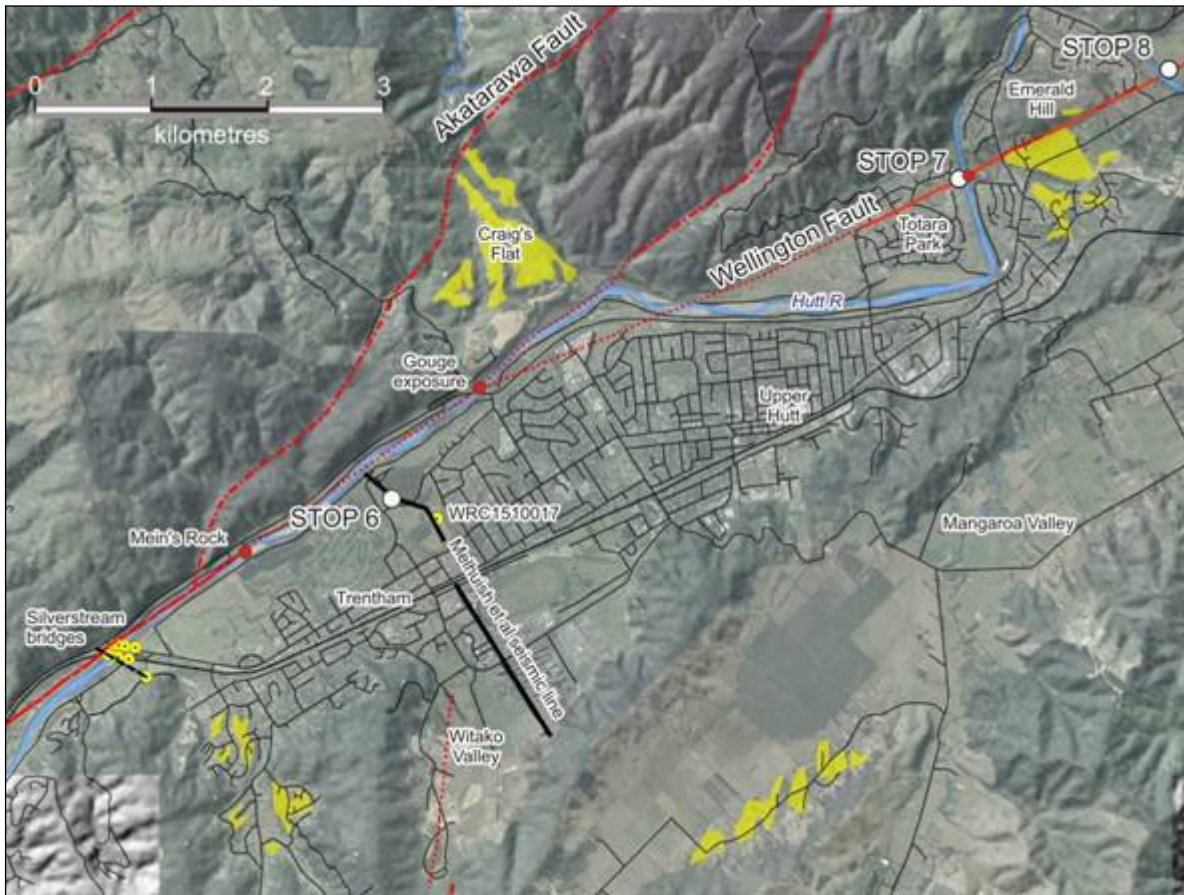 STOP 8
Akatarawa Fault
0 1 2 3
kilometres
Emerald
Hill
STOP 7
Craig's
Flat
Wellington Fault
Totara
Park
Hutt R
Gouge
exposure
Upper
Hutt
STOP 6
WRC1510017
Mangaroa Valley
Mein's Rock
Melhuish et al seismic line
Trentham
Silverstream
bridges
Witako
Valley